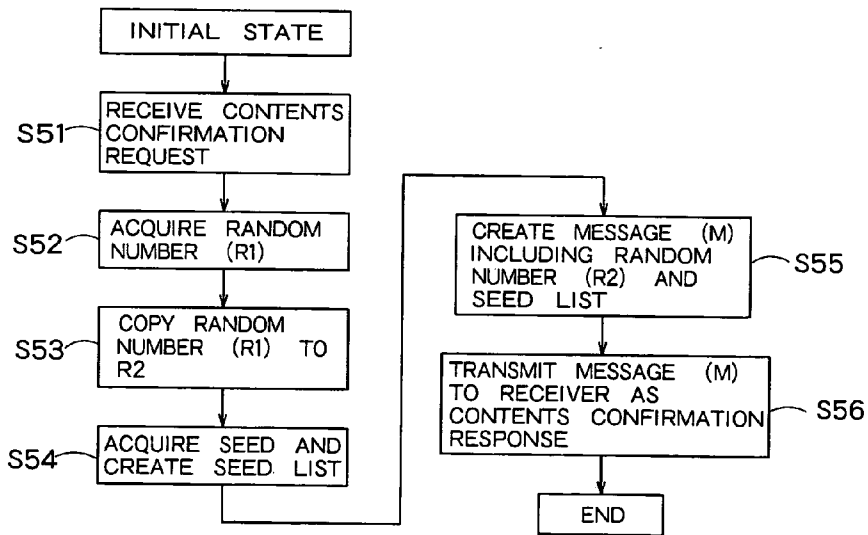 INITIAL STATE
S51
RECEIVE CONTENTS
CONFIRMATION
REQUEST
S52
ACQUIRE RANDOM
NUMBER (R1)
S53
COPY RANDOM
NUMBER (R1) TO
R2
S54
ACQUIRE SEED AND
CREATE SEED LIST
CREATE MESSAGE (M)
INCLUDING RANDOM
NUMBER (R2) AND
SEED LIST
S55
TRANSMIT MESSAGE (M)
TO RECEIVER AS
CONTENTS CONFIRMATION
RESPONSE
S56
END